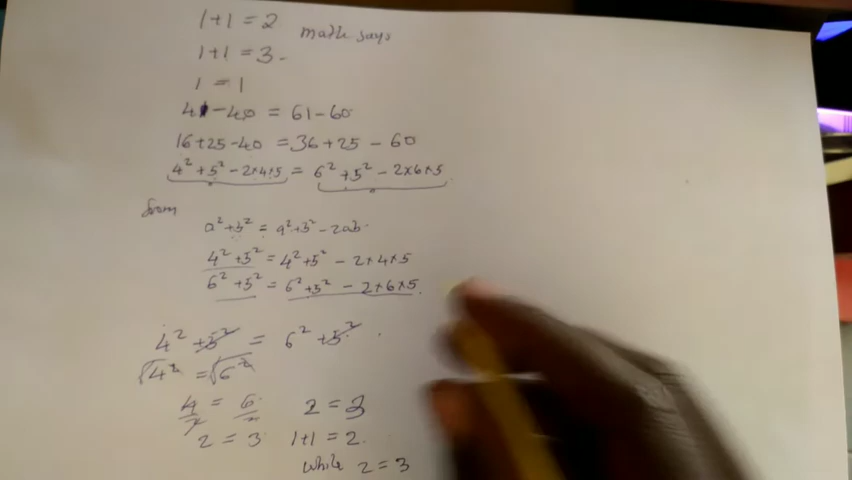 1+1 = 2
math says
1+1 = 3.
1 = 1
41-40 = 61-60
16+25-40 = 36+25-60
4²+5²-2×4×5 = 6²+5²-2×6×5
from
a²+b² = a²+b²-2ab
4²+5² = 4²+5²-2×4×5
6²+5² = 6²+5²-2×6×5.
4²+5² = 6²+5².
√4² = √6²
4/2 = 6/2 2 = 3
2 = 3 1+1 = 2.
while 2 = 3